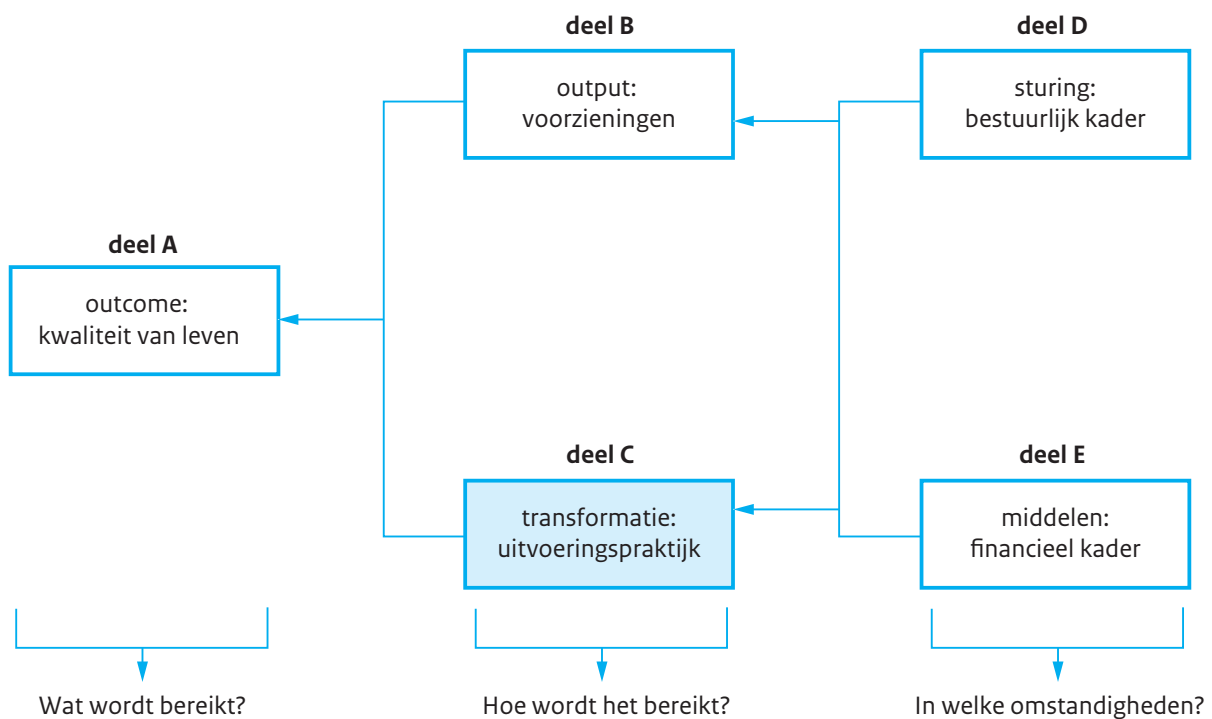 deel B
output:
voorzieningen
deel D
sturing:
bestuurlijk kader
deel A
outcome:
kwaliteit van leven
deel C
transformatie:
uitvoeringspraktijk
deel E
middelen:
financieel kader
Wat wordt bereikt?
Hoe wordt het bereikt?
In welke omstandigheden?